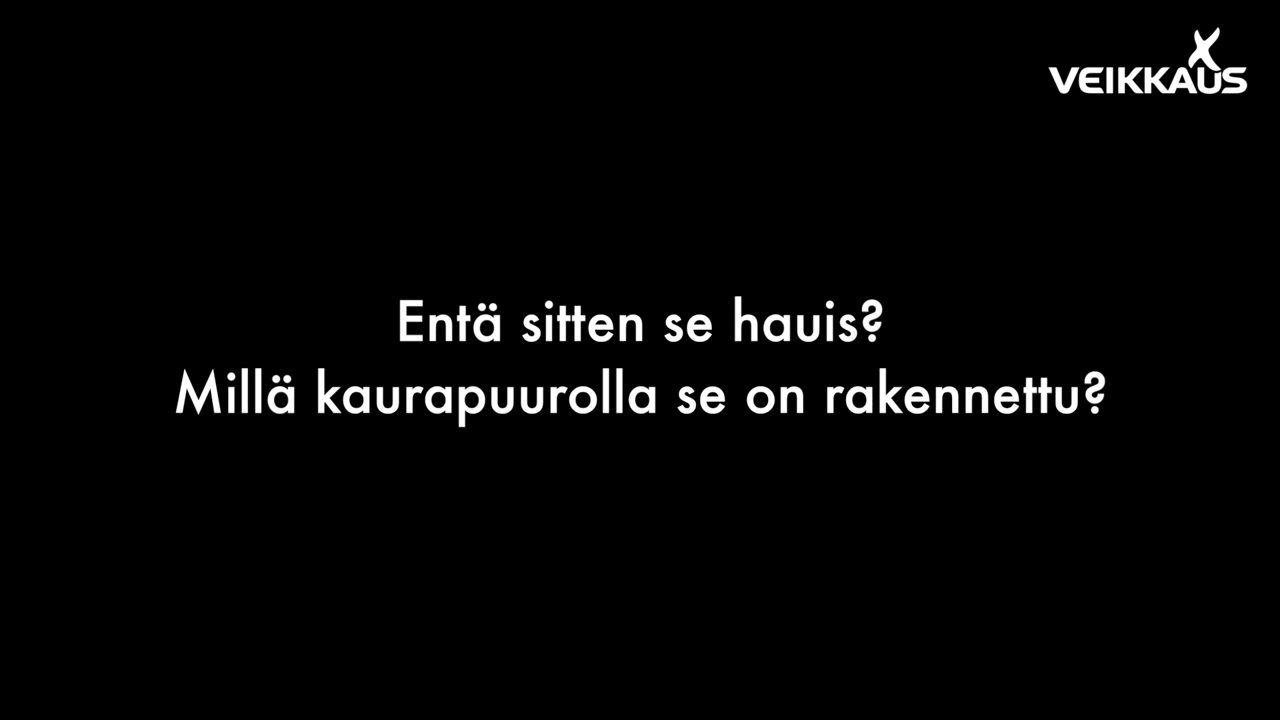 VEIKKAUS
Entä sitten se hauis?
Millä kaurapuurolla se on rakennettu?